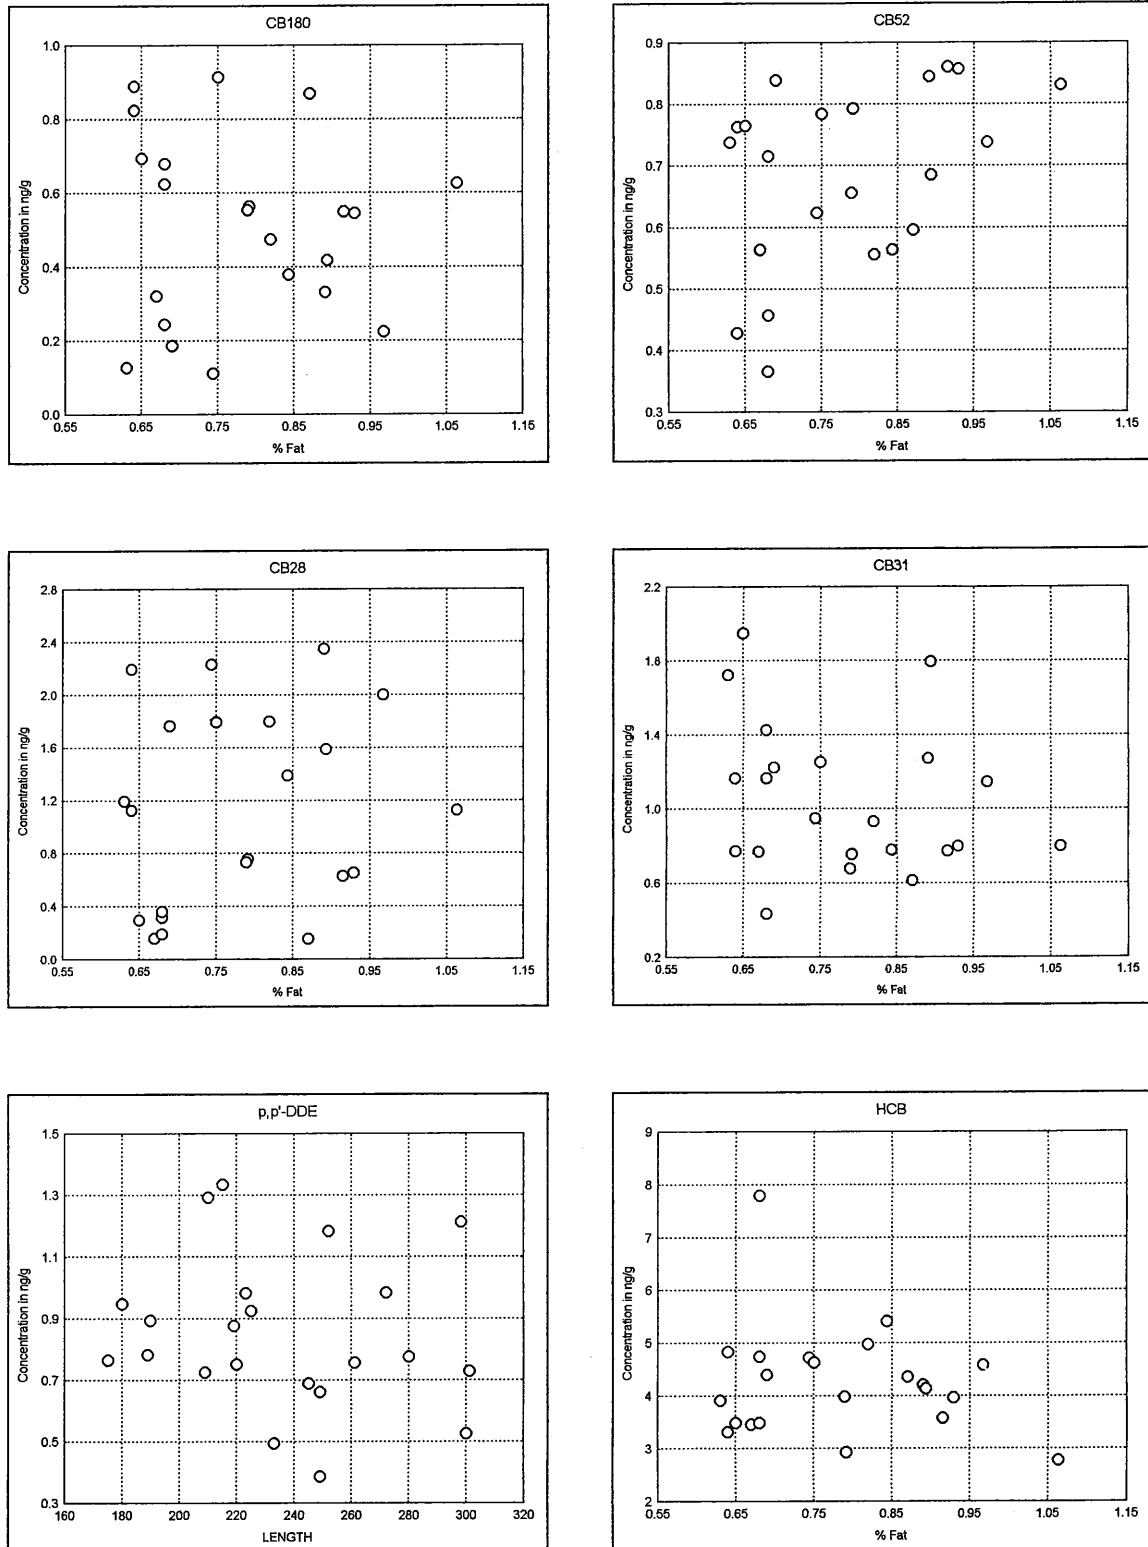 CB180
Concentration in ng/g
1.0
0.8
0.6
0.4
0.2
0.0
0.55 0.65 0.75 0.85 0.95 1.05 1.15
% Fat
CB52
Concentration in ng/g
0.9
0.8
0.7
0.6
0.5
0.4
0.3
0.55 0.65 0.75 0.85 0.95 1.05 1.15
% Fat
CB28
Concentration in ng/g
2.8
2.4
2.0
1.6
1.2
0.8
0.4
0.0
0.55 0.65 0.75 0.85 0.95 1.05 1.15
% Fat
CB31
Concentration in ng/g
2.2
1.8
1.4
1.0
0.6
0.2
0.55 0.65 0.75 0.85 0.95 1.05 1.15
% Fat
p,p'-DDE
Concentration in ng/g
1.5
1.3
1.1
0.9
0.7
0.5
0.3
160 180 200 220 240 260 280 300 320
LENGTH
HCB
Concentration in ng/g
9
8
7
6
5
4
3
2
0.55 0.65 0.75 0.85 0.95 1.05 1.15
% Fat